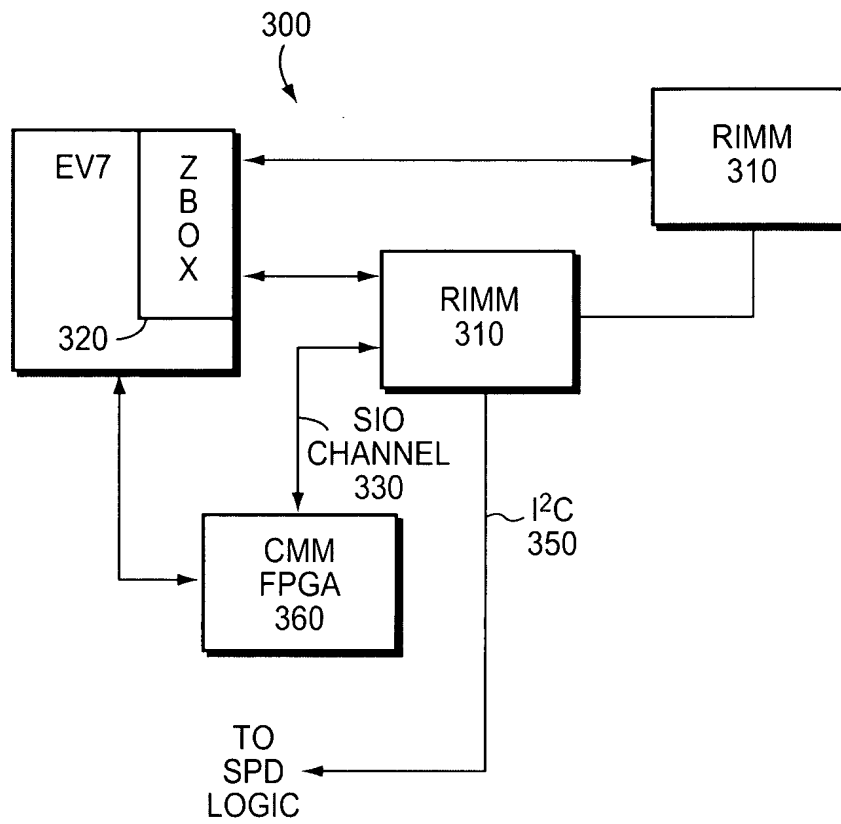 300
EV7
Z
B
O
X
320
RIMM
310
RIMM
310
SIO
CHANNEL
330
I²C
350
CMM
FPGA
360
TO
SPD
LOGIC